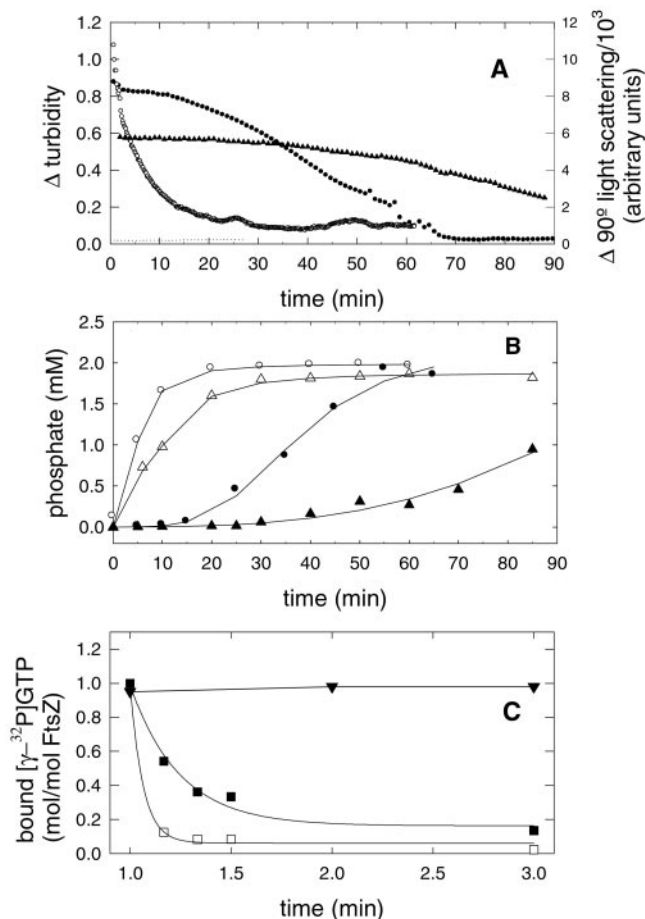 A
1.2
1.0
0.8
0.6
0.4
0.2
0.0
Δ turbidity
12
10
8
6
4
2
0
Δ 90º light scattering/10³
(arbitrary units)
0 10 20 30 40 50 60 70 80 90
time (min)
B
2.5
2.0
1.5
1.0
0.5
0.0
phosphate (mM)
0 10 20 30 40 50 60 70 80 90
time (min)
C
1.2
1.0
0.8
0.6
0.4
0.2
0.0
bound [γ–³²P]GTP
(mol/mol FtsZ)
1.0 1.5 2.0 2.5 3.0
time (min)